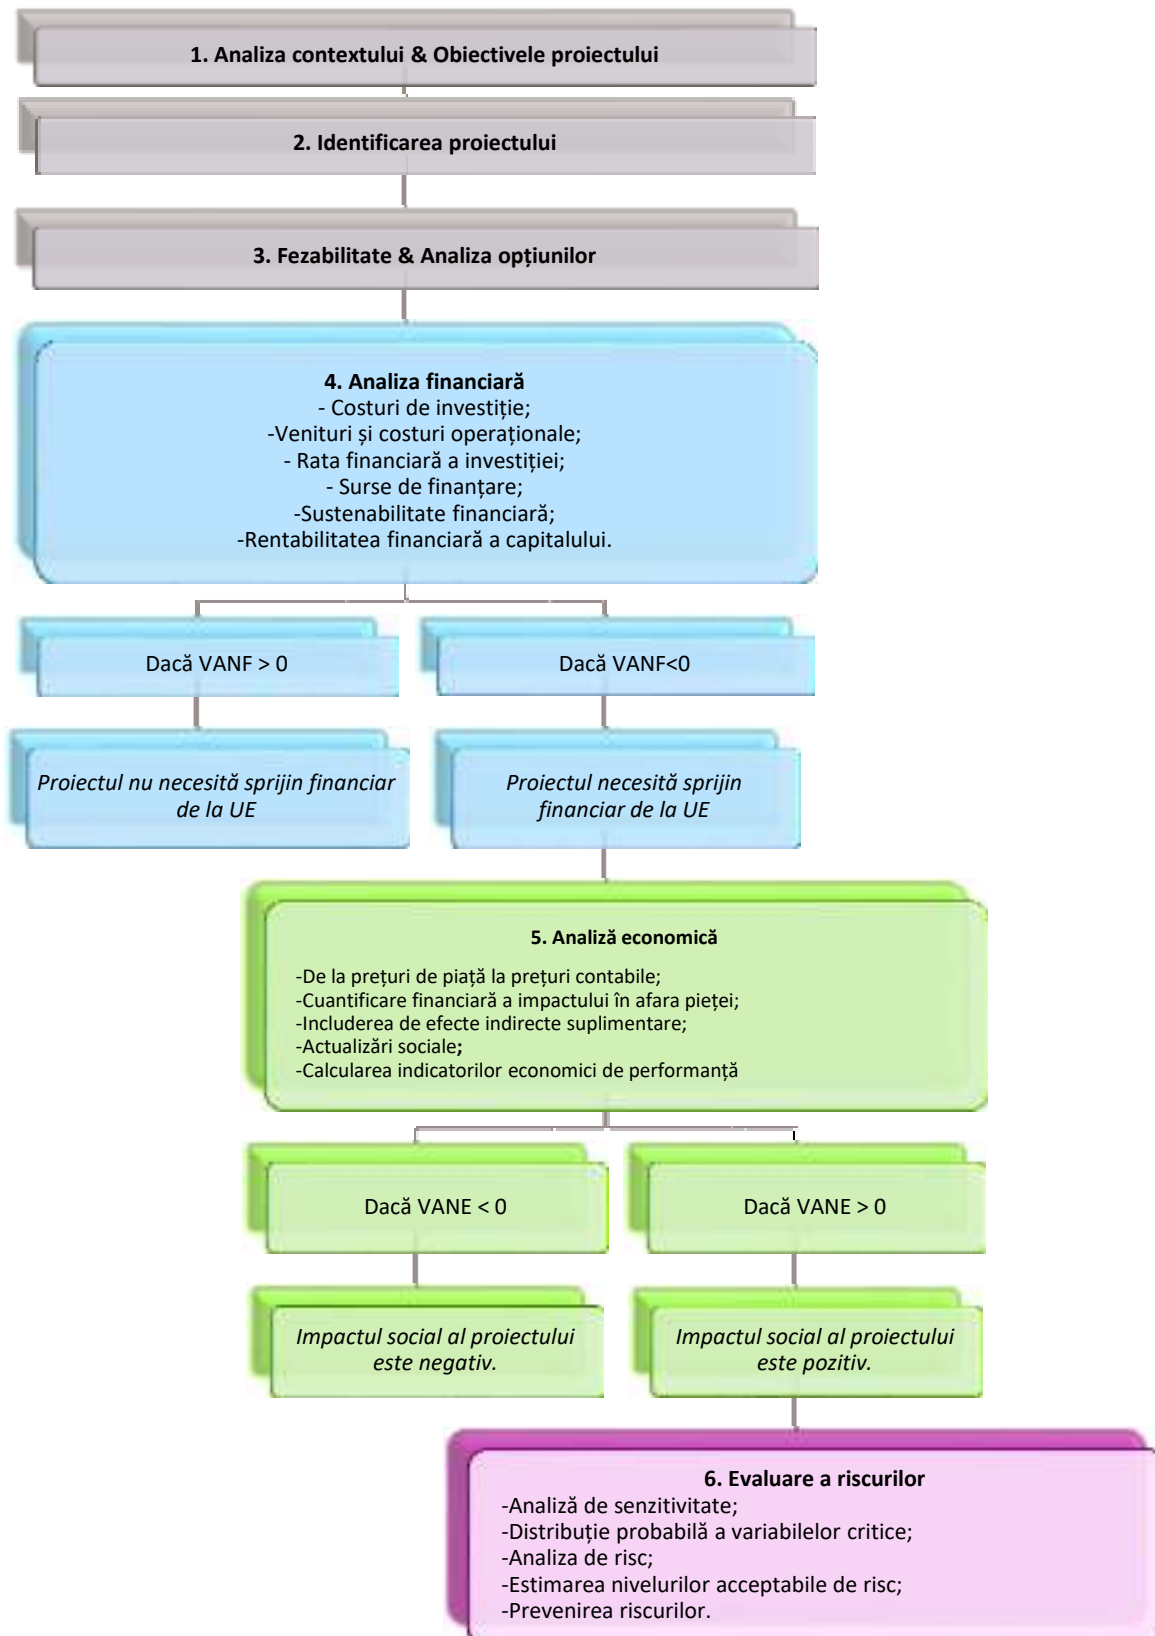 1. Analiza contextului & Obiectivele proiectului
2. Identificarea proiectului
3. Fezabilitate & Analiza opțiunilor
4. Analiza financiară
- Costuri de investiție;
-Venituri și costuri operaționale;
- Rata financiară a investiției;
- Surse de finanțare;
-Sustenabilitate financiară;
-Rentabilitatea financiară a capitalului.
Dacă VANF > 0
Dacă VANF<0
Proiectul nu necesită sprijin financiar
de la UE
Proiectul necesită sprijin
financiar de la UE
5. Analiză economică
-De la prețuri de piață la prețuri contabile;
-Cuantificare financiară a impactului în afara pieței;
-Includerea de efecte indirecte suplimentare;
-Actualizări sociale;
-Calcularea indicatorilor economici de performanță
Dacă VANE < 0
Dacă VANE > 0
Impactul social al proiectului
este negativ.
Impactul social al proiectului
este pozitiv.
6. Evaluare a riscurilor
-Analiză de senzitivitate;
-Distribuție probabilă a variabilelor critice;
-Analiza de risc;
-Estimarea nivelurilor acceptabile de risc;
-Prevenirea riscurilor.